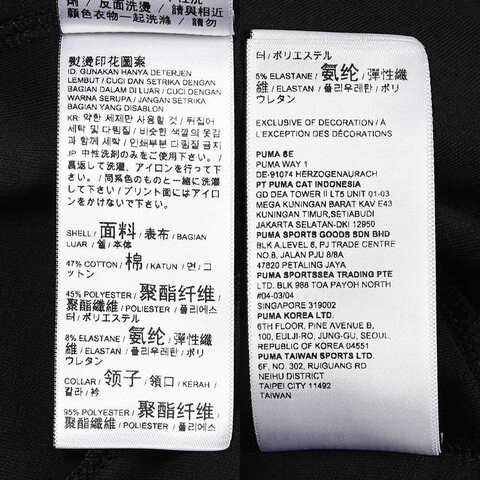 劑 / 反面洗燙 / 請與相近
顏色衣物一起洗滌 / 請勿
熨燙印花圖案
ID: GUNAKAN HANYA DETERJEN
LEMBUT / CUCI DAN SETRIKA DENGAN
BAGIAN DALAM DI LUAR / CUCI DENGAN
WARNA SERUPA / JANGAN SETRIKA
BAGIAN YANG DISABLON
KR: 약한 세제만 사용할 것 / 뒤집어
세탁 및 다림질 / 비슷한 색깔의 옷감
과 함께 세탁 / 인쇄부분 다림질 금지
JP: 中性洗剤のみをご使用下さい。/
裏返して洗濯、アイロンを行って下
さい。/ 同系色のものと一緒に洗濯
して下さい / プリント面にはアイロ
ンをかけないで下さい。
SHELL / 面料 / 表布 / BAGIAN
LUAR / 겉 / 本体
47% COTTON / 棉 / KATUN / 면 / コ
ットン
45% POLYESTER / 聚酯纤维 /
聚酯纖維 / POLYESTER / 폴리에스
터 / ポリエステル
8% ELASTANE / 氨纶 / 彈性纖
維 / ELASTAN / 폴리우레탄 / ポリ
ウレタン
COLLAR / 领子 / 領口 / KERAH /
칼라 / 衿
95% POLYESTER / 聚酯纤维 /
聚酯纖維 / POLYESTER / 폴리에스
터 / ポリエステル
5% ELASTANE / 氨纶 / 彈性纖
維 / ELASTAN / 폴리우레탄 / ポリ
ウレタン
EXCLUSIVE OF DECORATION / À
L'EXCEPTION DES DÉCORATIONS
PUMA SE
PUMA WAY 1
DE-91074 HERZOGENAURACH
PT PUMA CAT INDONESIA
GD DEA TOWER II LT5 UNIT 01-03
MEGA KUNINGAN BARAT KAV E43
KUNINGAN TIMUR,SETIABUDI
JAKARTA SELATAN-DKI 12950
PUMA SPORTS GOODS SDN BHD
BLK A,LEVEL 6, PJ TRADE CENTRE
NO.8, JALAN PJU 8/8A
47820 PETALING JAYA
PUMA SPORTSEA TRADING PTE
LTD. BLK 988 TOA PAYOH NORTH
#04-03/04
SINGAPORE 319002
PUMA KOREA LTD.
6TH FLOOR, PINE AVENUE B,
100, EULJI-RO, JUNG-GU, SEOUL,
REPUBLIC OF KOREA 04551
PUMA TAIWAN SPORTS LTD.
6F, NO. 302, RUIGUANG RD
NEIHU DISTRICT
TAIPEI CITY 11492
TAIWAN